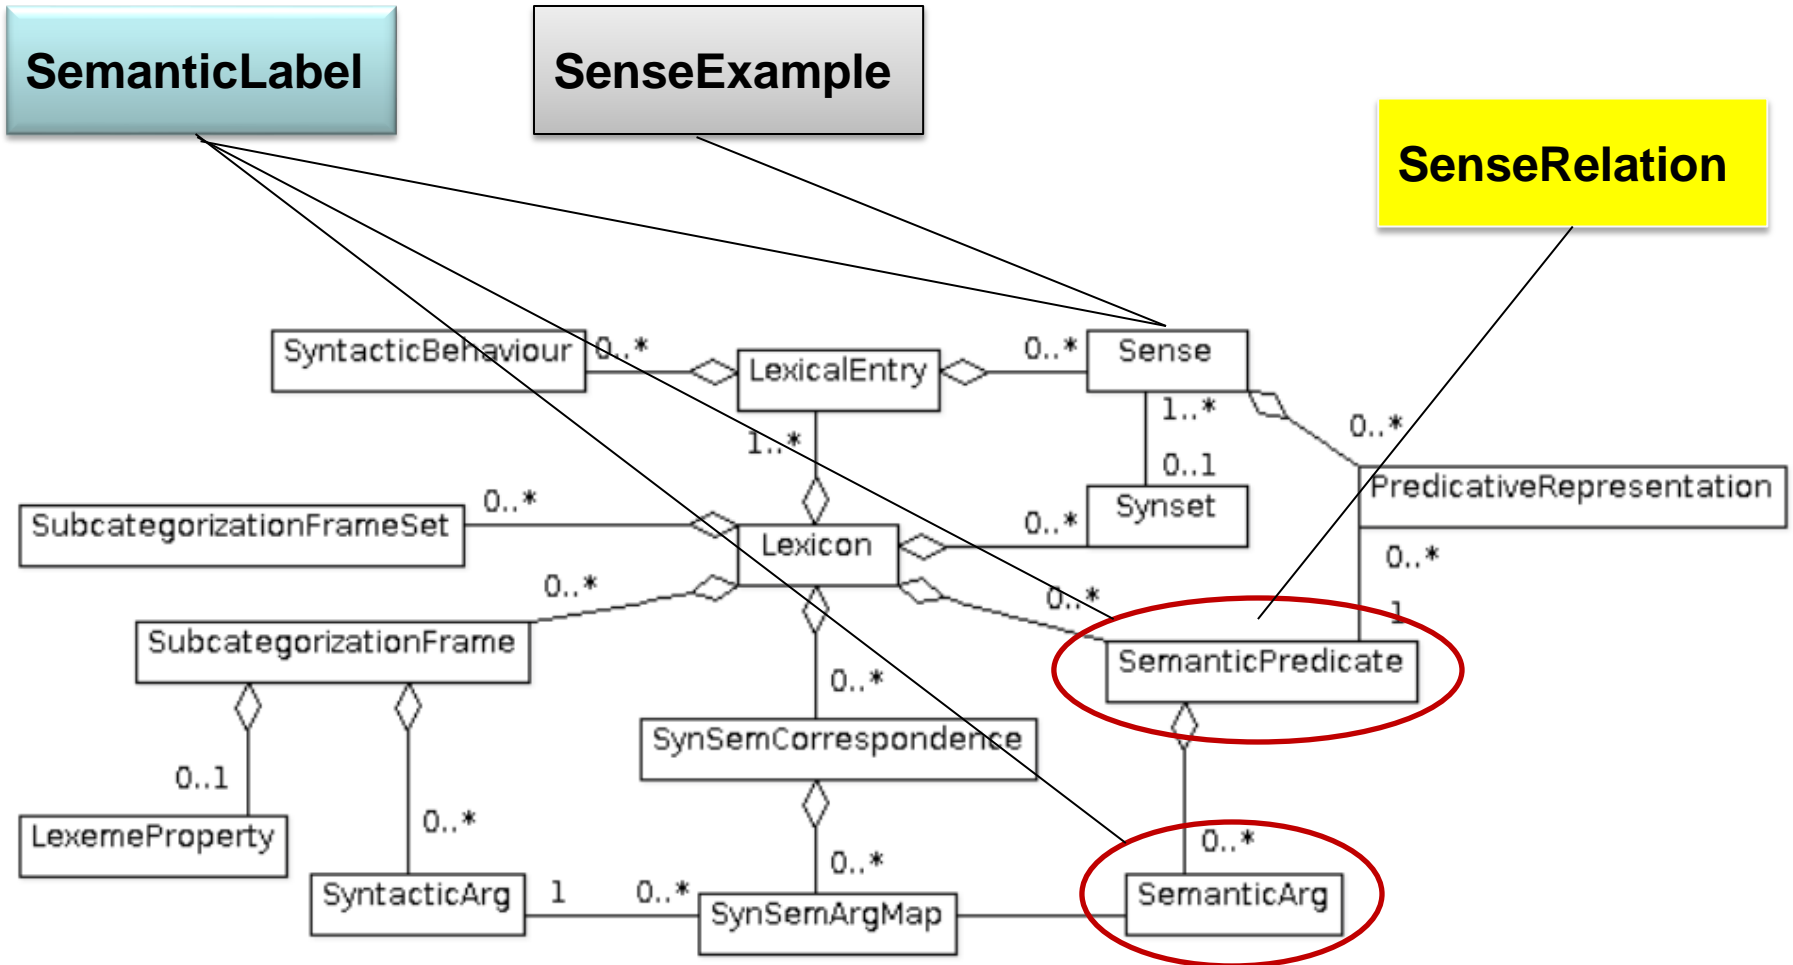 SemanticLabel
SenseExample
SenseRelation
SyntacticBehaviour
0..*
LexicalEntry
0..*
Sense
1..*
0..*
1..*
0..1
PredicativeRepresentation
SubcategorizationFrameSet
0..*
Lexicon
0..*
Synset
0..*
0..*
0..*
1
SubcategorizationFrame
SemanticPredicate
0..*
SynSemCorrespondence
0..1
0..*
LexemeProperty
0..*
0..*
SyntacticArg
1
0..*
SynSemArgMap
SemanticArg